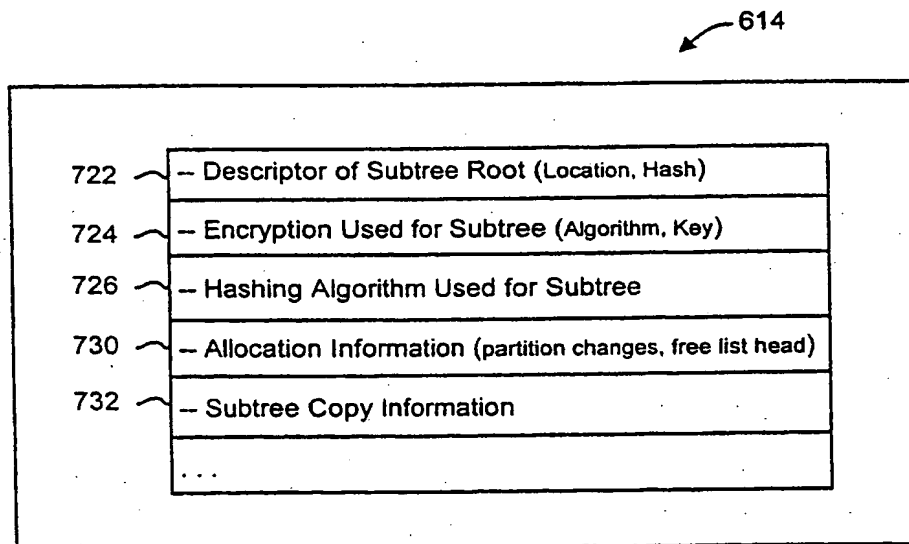 614
722 -- Descriptor of Subtree Root (Location, Hash)
724 -- Encryption Used for Subtree (Algorithm, Key)
726 -- Hashing Algorithm Used for Subtree
730 -- Allocation Information (partition changes, free list head)
732 -- Subtree Copy Information
...